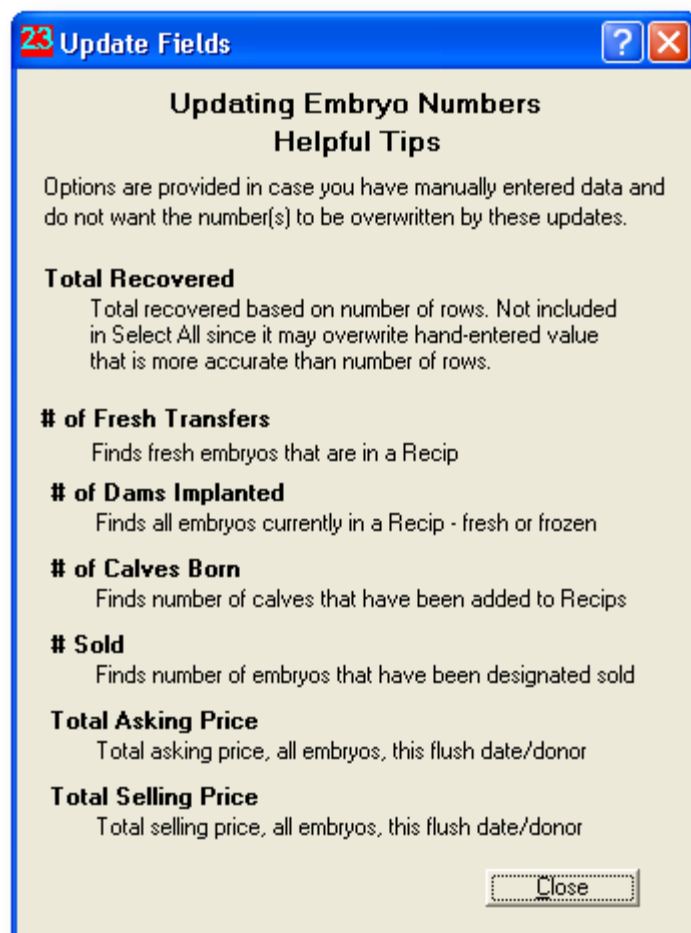 23 Update Fields
Updating Embryo Numbers
Helpful Tips
Options are provided in case you have manually entered data and
do not want the number(s) to be overwritten by these updates.
Total Recovered
Total recovered based on number of rows. Not included
in Select All since it may overwrite hand-entered value
that is more accurate than number of rows.
# of Fresh Transfers
Finds fresh embryos that are in a Recip
# of Dams Implanted
Finds all embryos currently in a Recip - fresh or frozen
# of Calves Born
Finds number of calves that have been added to Recips
# Sold
Finds number of embryos that have been designated sold
Total Asking Price
Total asking price, all embryos, this flush date/donor
Total Selling Price
Total selling price, all embryos, this flush date/donor
Close